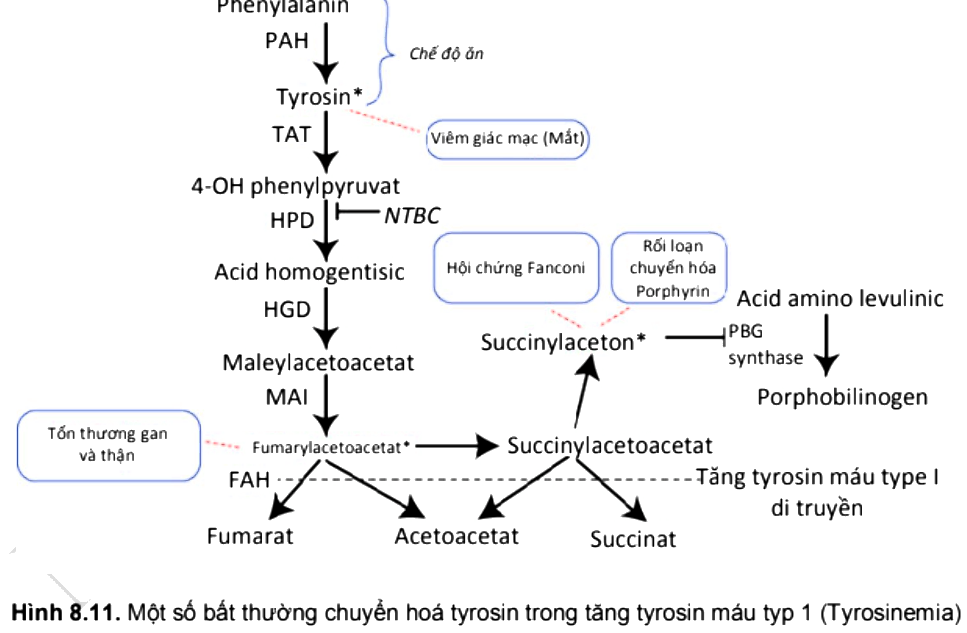 Phenylalanin
PAH
Chế độ ăn
Tyrosin*
TAT
Viêm giác mạc (Mắt)
4-OH phenylpyruvat
HPD
NTBC
Acid homogentisic
HGD
Hội chứng Fanconi
Rối loạn
chuyển hóa
Porphyrin
Acid amino levulinic
Succinylaceton*
PBG
synthase
Maleylacetoacetat
MAI
Porphobilinogen
Tổn thương gan
và thận
Fumarylacetoacetat*
Succinylacetoacetat
FAH
Tăng tyrosin máu type I
di truyền
Fumarat
Acetoacetat
Succinat
Hình 8.11. Một số bất thường chuyển hoá tyrosin trong tăng tyrosin máu typ 1 (Tyrosinemia)